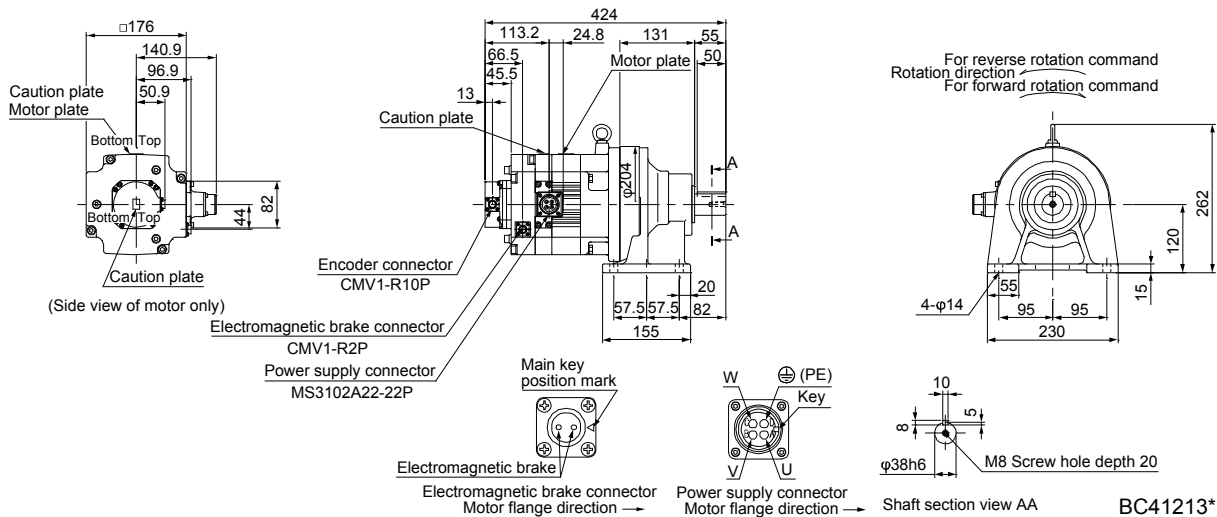 □176
140.9
96.9
50.9
Caution plate
Motor plate
Bottom Top
Bottom Top
82
44
Caution plate
(Side view of motor only)
424
113.2
24.8
131
55
66.5
50
45.5
Motor plate
13
Caution plate
A
φ204
A
Encoder connector
CMV1-R10P
20
57.5
57.5
82
155
Electromagnetic brake connector
CMV1-R2P
Power supply connector
MS3102A22-22P
For reverse rotation command
Rotation direction
For forward rotation command
262
120
15
4-φ14
55
95
95
230
Main key
position mark
Electromagnetic brake
Electromagnetic brake connector
Motor flange direction
W
(PE)
Key
V
U
Power supply connector
Motor flange direction
10
5
8
φ38h6
M8 Screw hole depth 20
Shaft section view AA
BC41213*